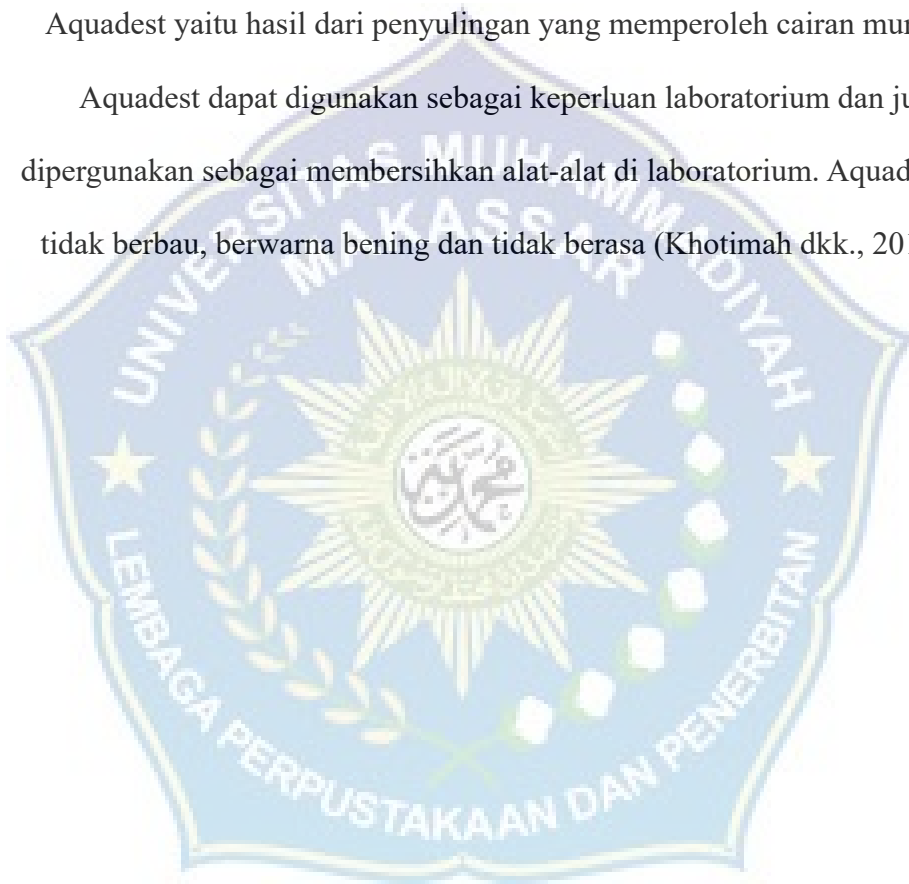 Aquadest yaitu hasil dari penyulingan yang memperoleh cairan mur
Aquadest dapat digunakan sebagai keperluan laboratorium dan ju
dipergunakan sebagai membersihkan alat-alat di laboratorium. Aquad
tidak berbau, berwarna bening dan tidak berasa (Khotimah dkk., 201
UNIVERSITAS MUHAMMADIYAH
MAKASSAR
LEMBAGA PERPUSTAKAAN DAN PENERBITAN